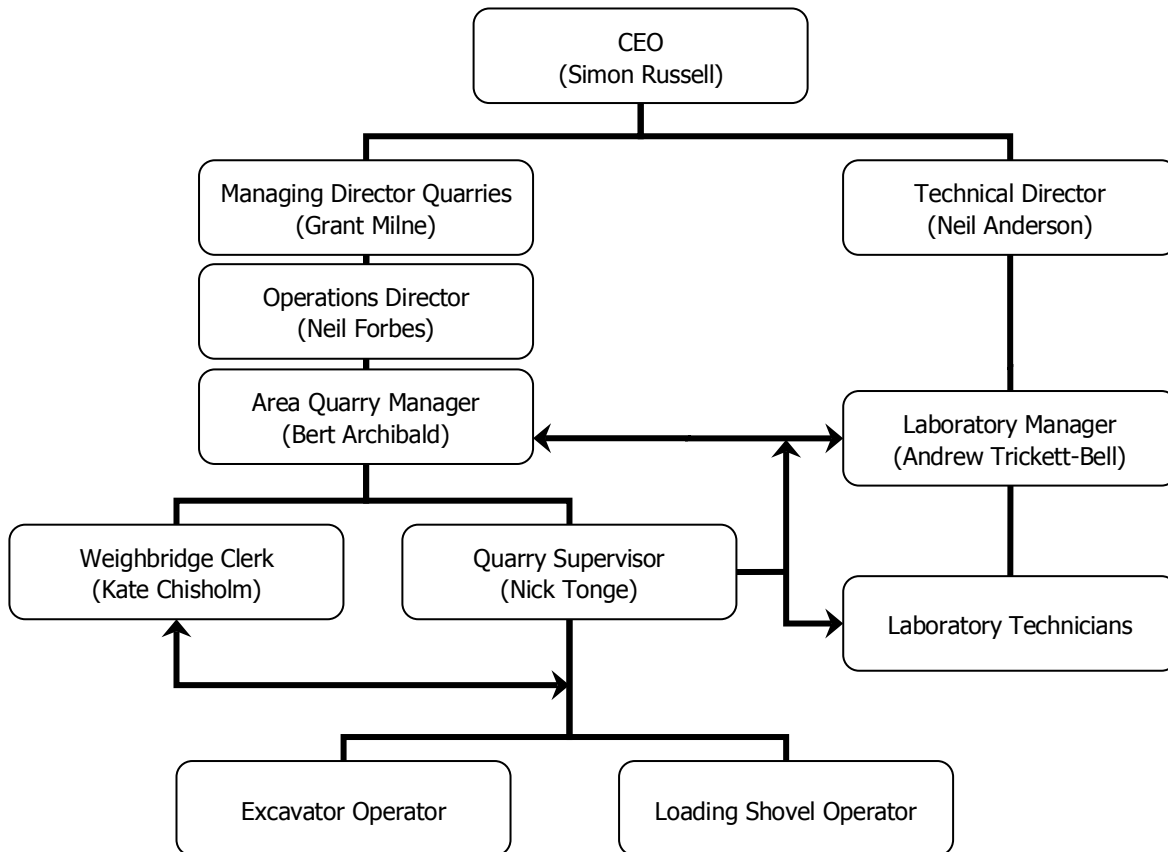 CEO
(Simon Russell)
Managing Director Quarries
(Grant Milne)
Technical Director
(Neil Anderson)
Operations Director
(Neil Forbes)
Area Quarry Manager
(Bert Archibald)
Laboratory Manager
(Andrew Trickett-Bell)
Weighbridge Clerk
(Kate Chisholm)
Quarry Supervisor
(Nick Tonge)
Laboratory Technicians
Excavator Operator
Loading Shovel Operator